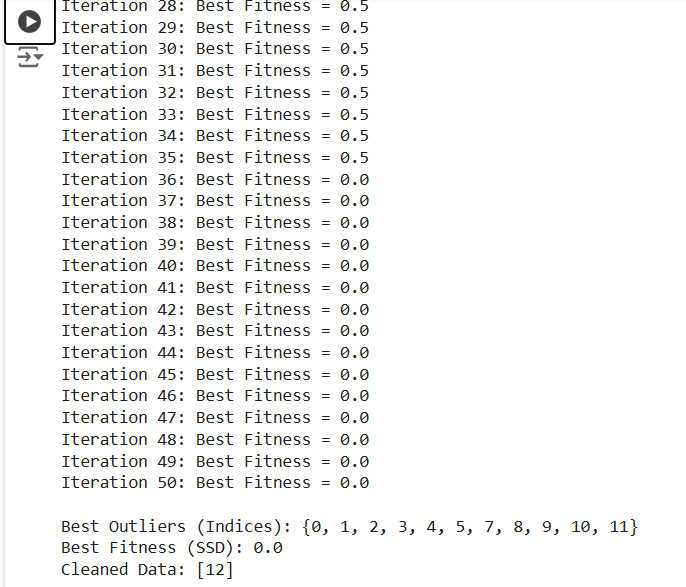 Iteration 28: Best Fitness = 0.5
Iteration 29: Best Fitness = 0.5
Iteration 30: Best Fitness = 0.5
Iteration 31: Best Fitness = 0.5
Iteration 32: Best Fitness = 0.5
Iteration 33: Best Fitness = 0.5
Iteration 34: Best Fitness = 0.5
Iteration 35: Best Fitness = 0.5
Iteration 36: Best Fitness = 0.0
Iteration 37: Best Fitness = 0.0
Iteration 38: Best Fitness = 0.0
Iteration 39: Best Fitness = 0.0
Iteration 40: Best Fitness = 0.0
Iteration 41: Best Fitness = 0.0
Iteration 42: Best Fitness = 0.0
Iteration 43: Best Fitness = 0.0
Iteration 44: Best Fitness = 0.0
Iteration 45: Best Fitness = 0.0
Iteration 46: Best Fitness = 0.0
Iteration 47: Best Fitness = 0.0
Iteration 48: Best Fitness = 0.0
Iteration 49: Best Fitness = 0.0
Iteration 50: Best Fitness = 0.0
Best Outliers (Indices): {0, 1, 2, 3, 4, 5, 7, 8, 9, 10, 11}
Best Fitness (SSD): 0.0
Cleaned Data: [12]